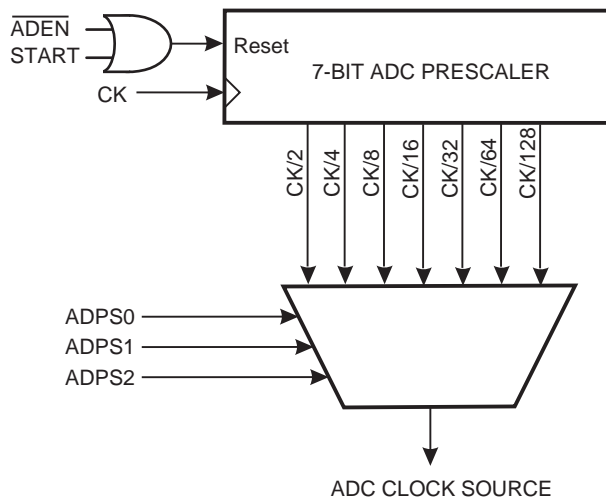 ADEN
START
Reset
7-BIT ADC PRESCALER
CK
CK/2
CK/4
CK/8
CK/16
CK/32
CK/64
CK/128
ADPS0
ADPS1
ADPS2
ADC CLOCK SOURCE